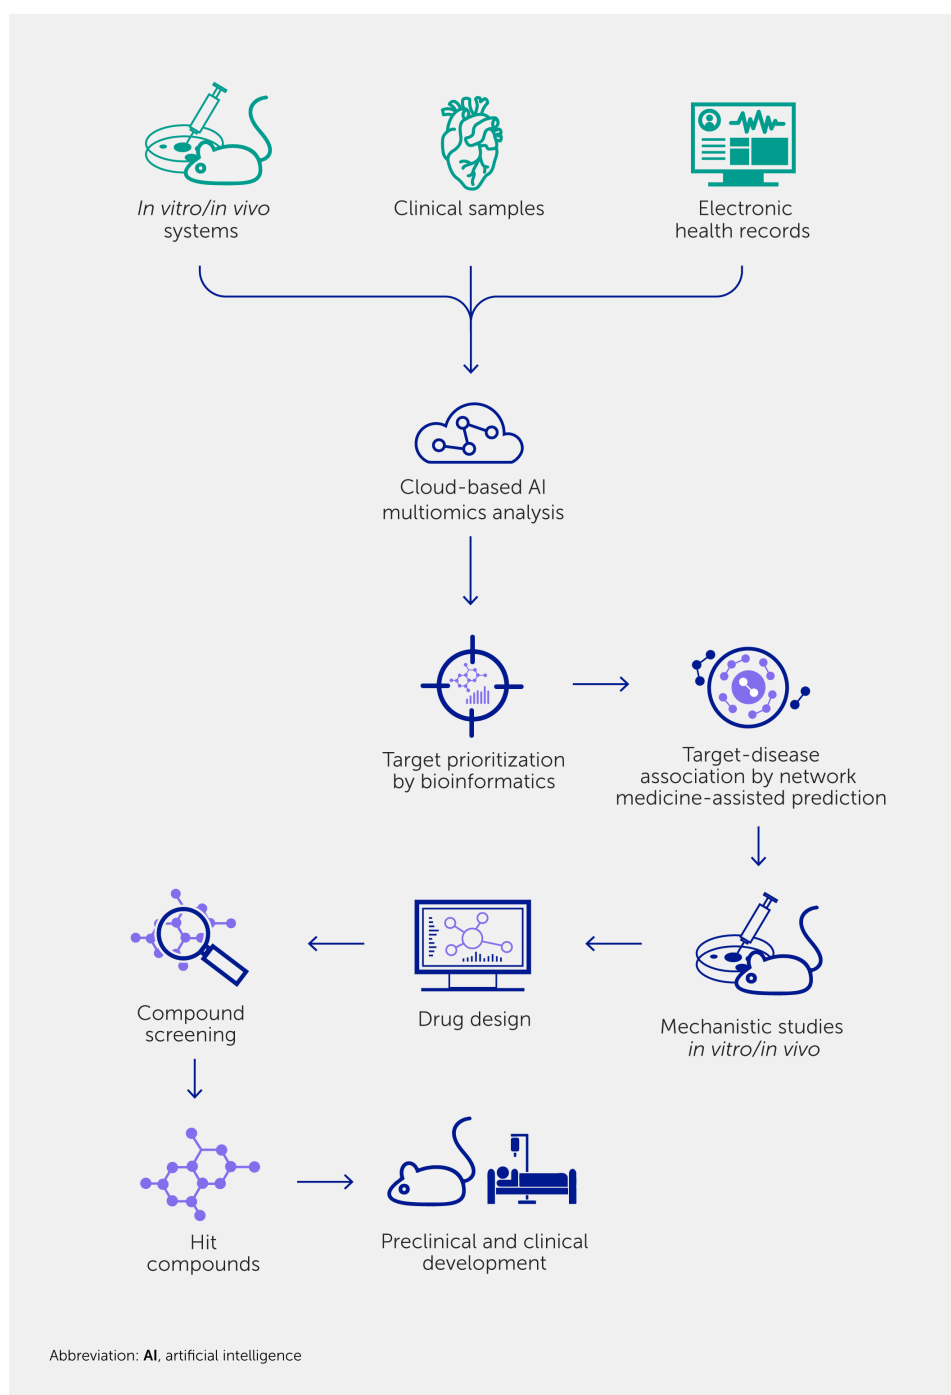 In vitro/in vivo
systems
Clinical samples
Electronic
health records
Cloud-based AI
multiomics analysis
Target prioritization
by bioinformatics
Target-disease
association by network
medicine-assisted prediction
Mechanistic studies
in vitro/in vivo
Drug design
Compound
screening
Hit
compounds
Preclinical and clinical
development
Abbreviation: AI, artificial intelligence